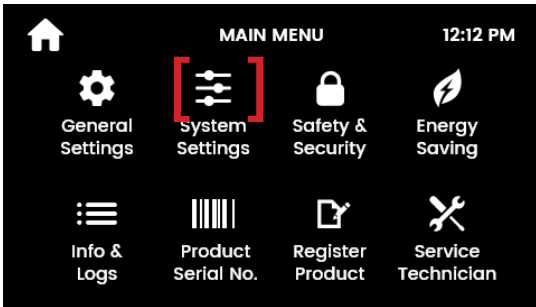 MAIN MENU 12:12 PM
General Settings
System Settings
Safety & Security
Energy Saving
Info & Logs
Product Serial No.
Register Product
Service Technician